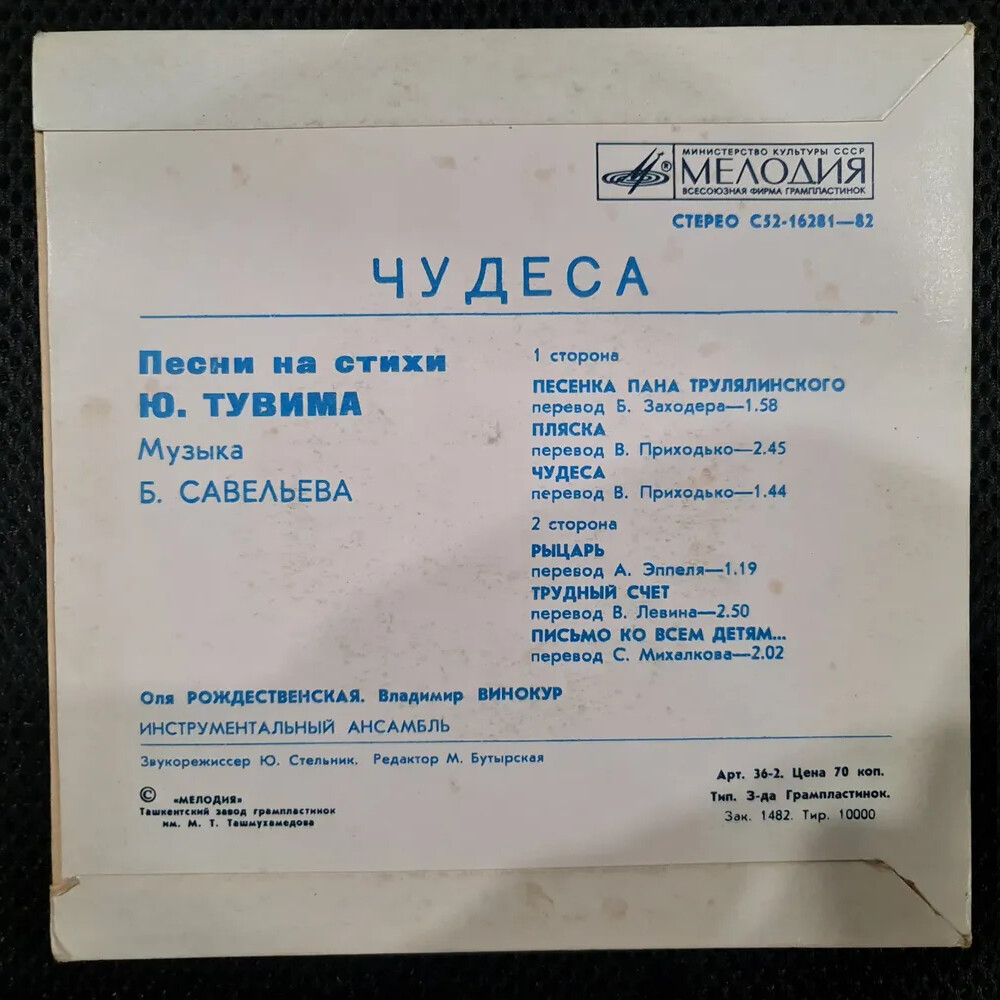 МИНИСТЕРСТВО КУЛЬТУРЫ СССР
МЕЛОДИЯ
ВСЕСОЮЗНАЯ ФИРМА ГРАМПЛАСТИНОК
®
СТЕРЕО С52-16281—82
ЧУДЕСА
Песни на стихи
Ю. ТУВИМА
Музыка
Б. САВЕЛЬЕВА
1 сторона
ПЕСЕНКА ПАНА ТРУЛЯЛИНСКОГО
перевод Б. Заходера—1.58
ПЛЯСКА
перевод В. Приходько—2.45
ЧУДЕСА
перевод В. Приходько—1.44
2 сторона
РЫЦАРЬ
перевод А. Эппеля—1.19
ТРУДНЫЙ СЧЕТ
перевод В. Левина—2.50
ПИСЬМО КО ВСЕМ ДЕТЯМ...
перевод С. Михалкова—2.02
Оля РОЖДЕСТВЕНСКАЯ. Владимир ВИНОКУР
ИНСТРУМЕНТАЛЬНЫЙ АНСАМБЛЬ
Звукорежиссер Ю. Стельник. Редактор М. Бутырская
© «МЕЛОДИЯ»
Ташкентский завод грампластинок
им. М. Т. Ташмухамедова
Арт. 36-2. Цена 70 коп.
Тип. З-да Грампластинок.
Зак. 1482. Тир. 10000